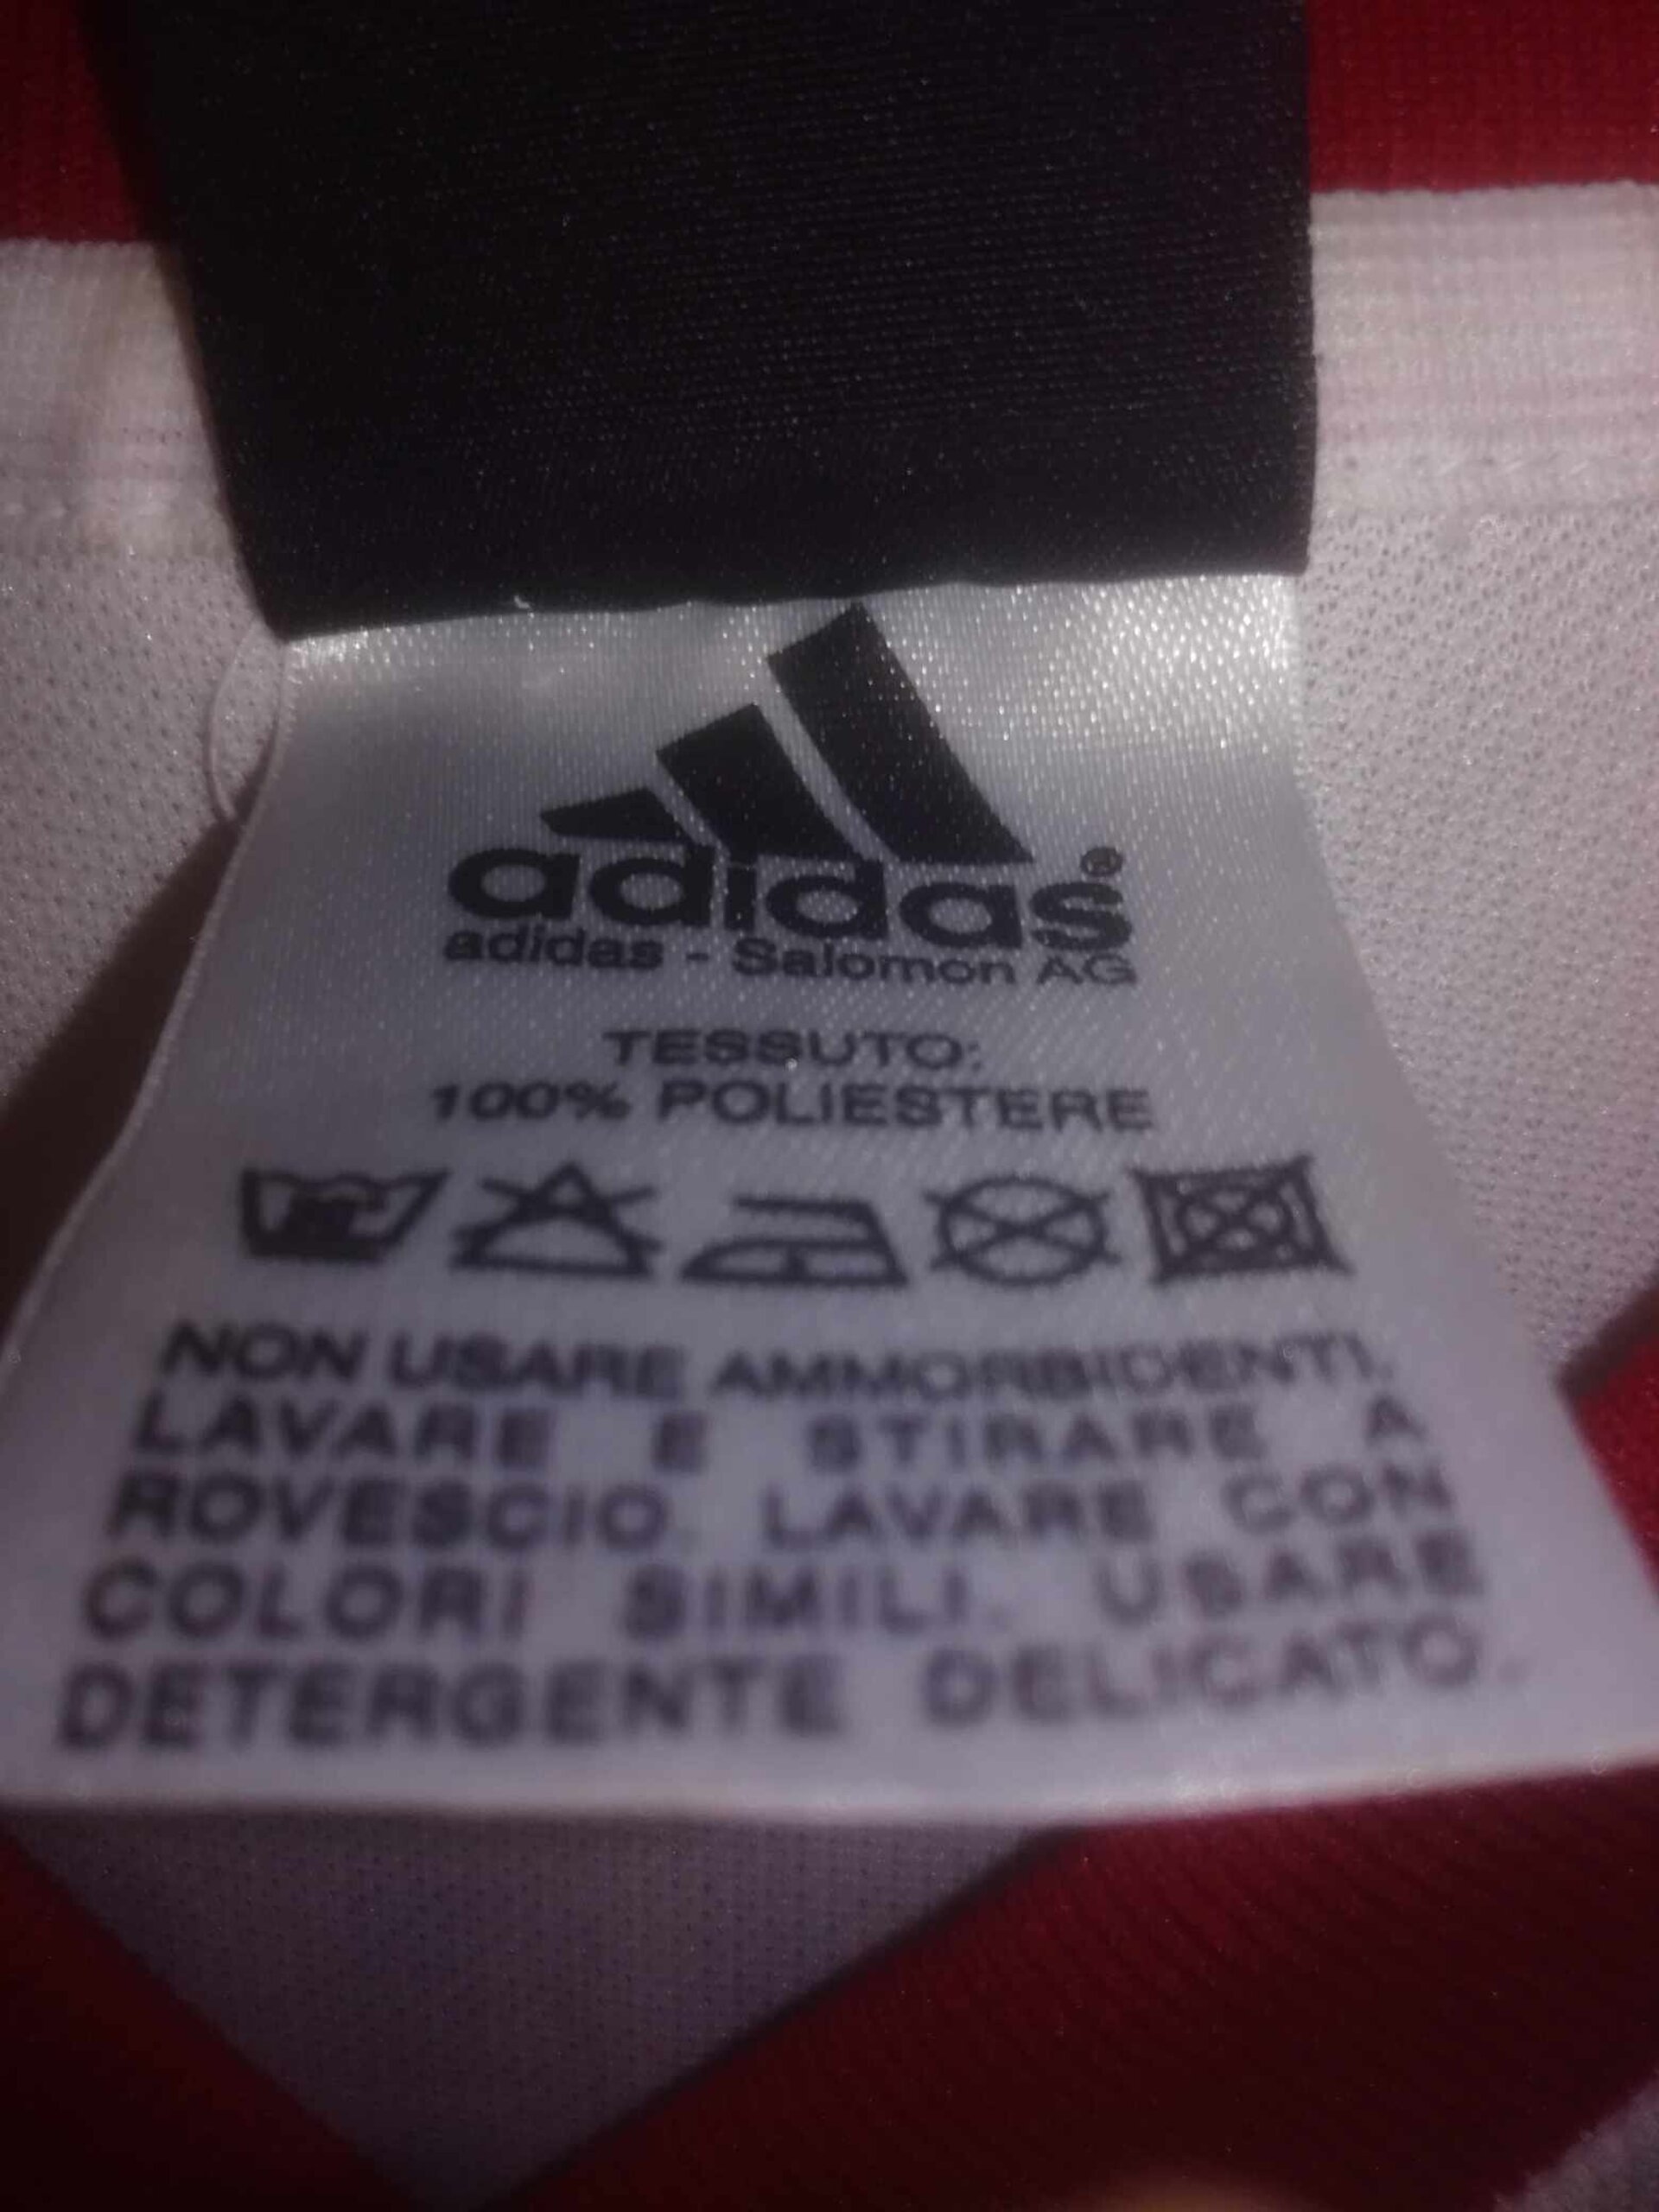 adidas®
adidas - Salomon AG
TESSUTO:
100% POLIESTERE
NON USARE AMMORBIDENTI.
LAVARE E STIRARE A
ROVESCIO. LAVARE CON
COLORI SIMILI. USARE
DETERGENTE DELICATO.